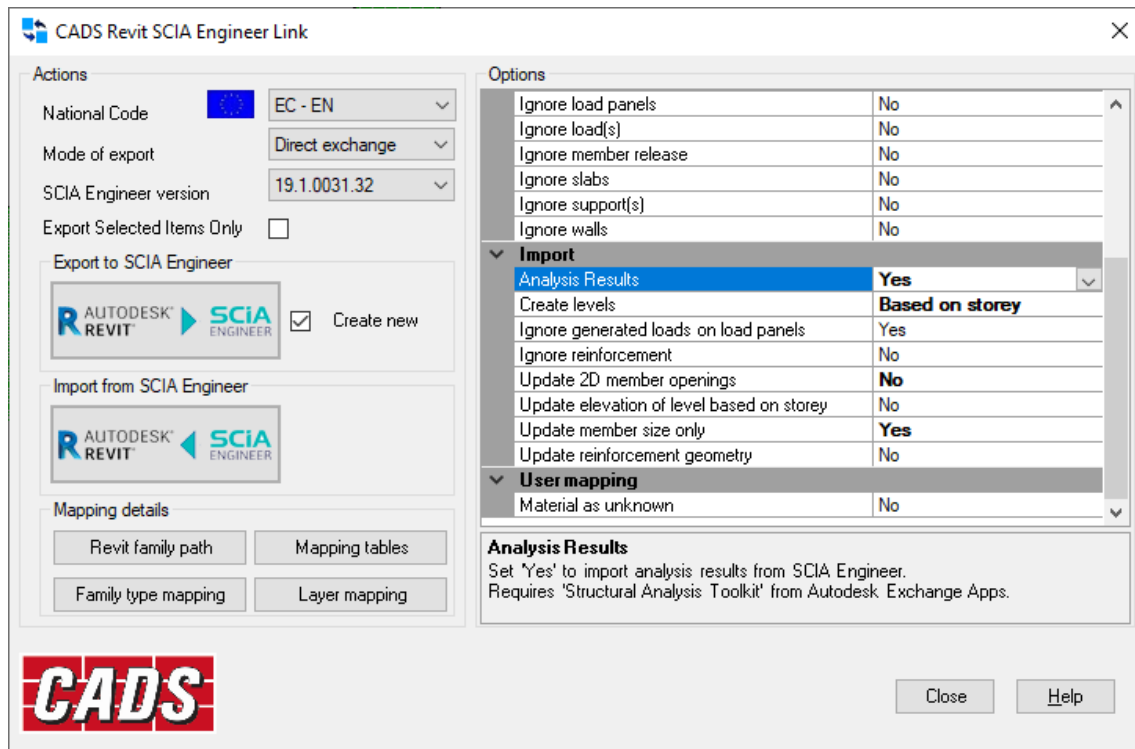 CADS Revit SCIA Engineer Link
Actions
National Code
EC - EN
Mode of export
Direct exchange
SCIA Engineer version
19.1.0031.32
Export Selected Items Only
Export to SCIA Engineer
R AUTODESK® REVIT® SCiA ENGINEER
Create new
Import from SCIA Engineer
R AUTODESK® REVIT® SCiA ENGINEER
Mapping details
Revit family path
Mapping tables
Family type mapping
Layer mapping
Options
Ignore load panels No
Ignore load(s) No
Ignore member release No
Ignore slabs No
Ignore support(s) No
Ignore walls No
Import
Analysis Results Yes
Create levels Based on storey
Ignore generated loads on load panels Yes
Ignore reinforcement No
Update 2D member openings No
Update elevation of level based on storey No
Update member size only Yes
Update reinforcement geometry No
User mapping
Material as unknown No
Analysis Results
Set 'Yes' to import analysis results from SCIA Engineer.
Requires 'Structural Analysis Toolkit' from Autodesk Exchange Apps.
CADS
Close
Help